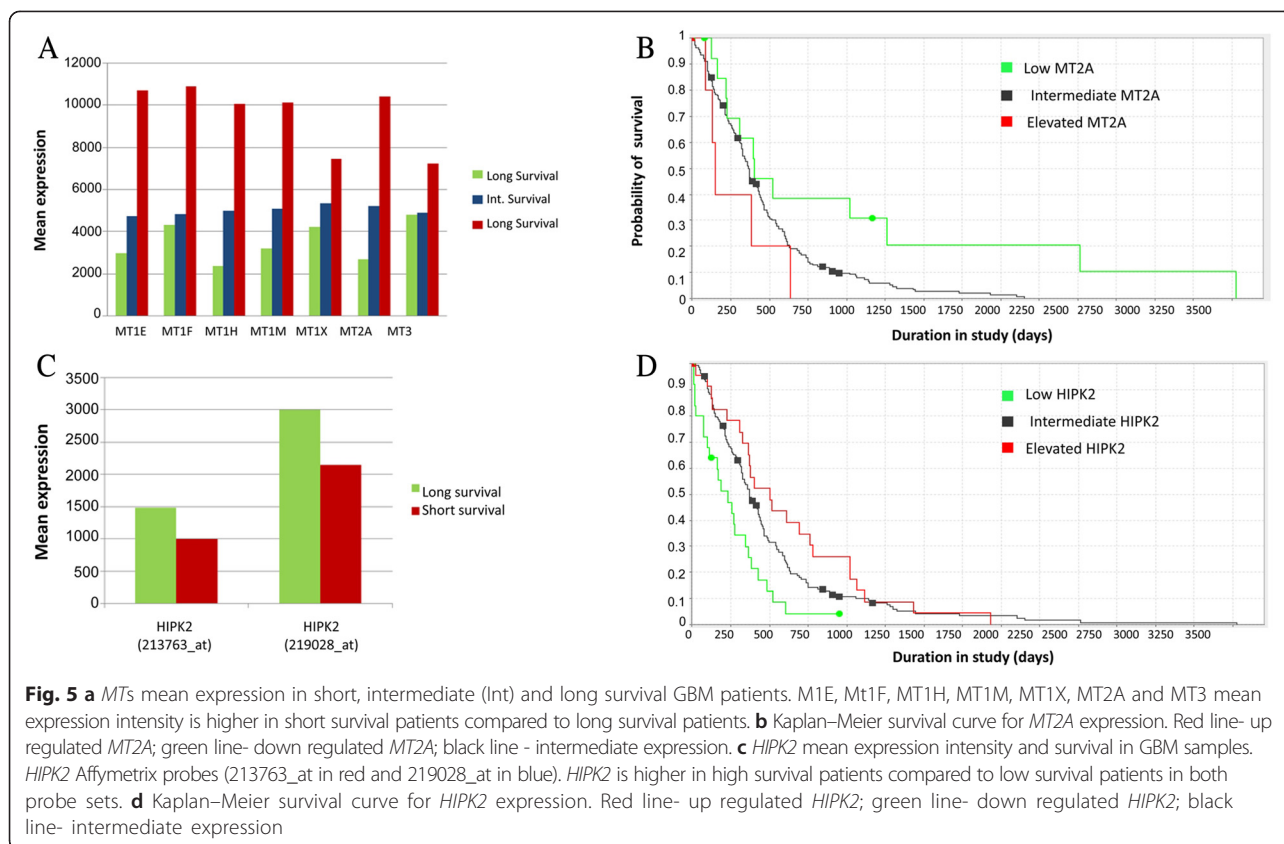 A
12000
10000
8000
6000
4000
2000
0
Mean expression
MT1E MT1F MT1H MT1M MT1X MT2A MT3
Long Survival
Int. Survival
Long Survival
B
1
0.9
0.8
0.7
0.6
0.5
0.4
0.3
0.2
0.1
0
Probability of survival
Low MT2A
Intermediate MT2A
Elevated MT2A
250 500 750 1000 1250 1500 1750 2000 2250 2500 2750 3000 3250 3500
Duration in study (days)
C
3500
3000
2500
2000
1500
1000
500
0
Mean expression
HIPK2 HIPK2
(213763_at) (219028_at)
Long survival
Short survival
D
0.9
0.8
0.7
0.6
0.5
0.4
0.3
0.2
0.1
0
Low HIPK2
Intermediate HIPK2
Elevated HIPK2
250 500 750 1000 1250 1500 1750 2000 2250 2500 2750 3000 3250 3500
Duration in study (days)
Fig. 5 a MTs mean expression in short, intermediate (Int) and long survival GBM patients. M1E, Mt1F, MT1H, MT1M, MT1X, MT2A and MT3 mean
expression intensity is higher in short survival patients compared to long survival patients. b Kaplan–Meier survival curve for MT2A expression. Red line- up
regulated MT2A; green line- down regulated MT2A; black line - intermediate expression. c HIPK2 mean expression intensity and survival in GBM samples.
HIPK2 Affymetrix probes (213763_at in red and 219028_at in blue). HIPK2 is higher in high survival patients compared to low survival patients in both
probe sets. d Kaplan–Meier survival curve for HIPK2 expression. Red line- up regulated HIPK2; green line- down regulated HIPK2; black
line- intermediate expression